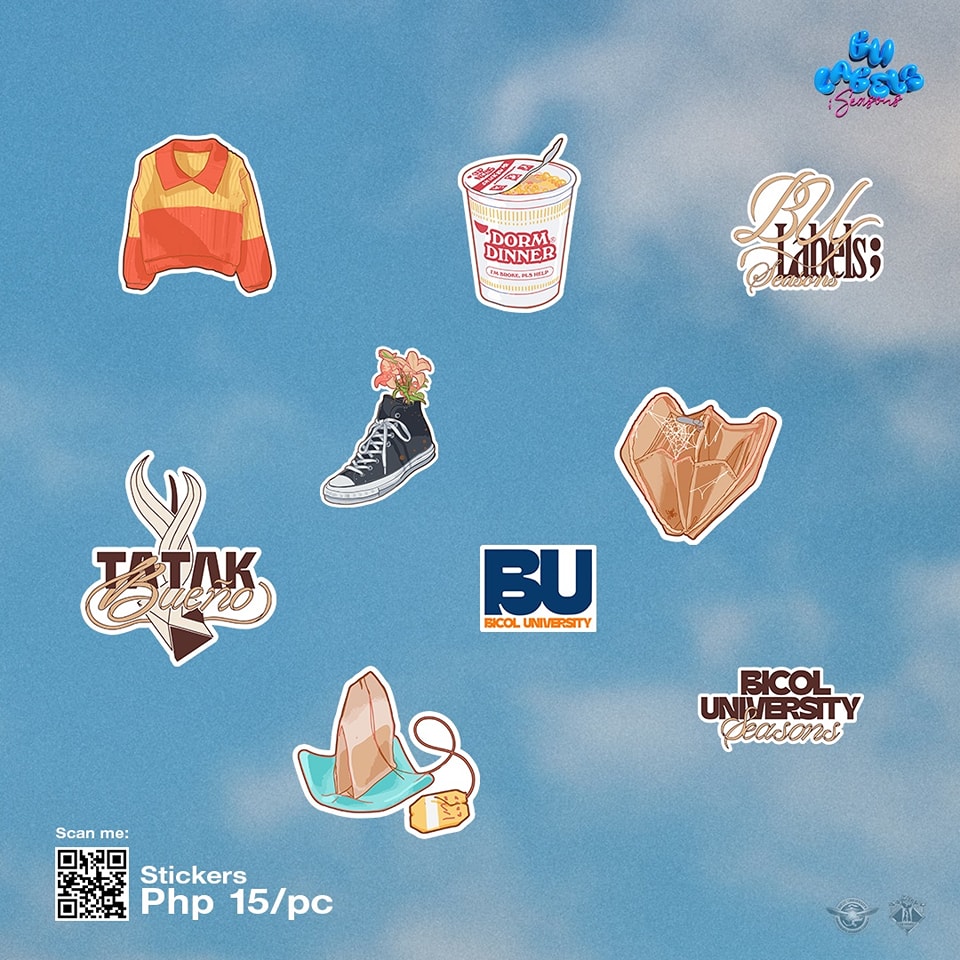 BU
LABELS
;Seasons
DORM
DINNER
I'M BROKE, PLS HELP
BU
Labels;
Seasons
TATAK
Bueño
BU
BICOL UNIVERSITY
BICOL
UNIVERSITY
Seasons
Scan me:
Stickers
Php 15/pc